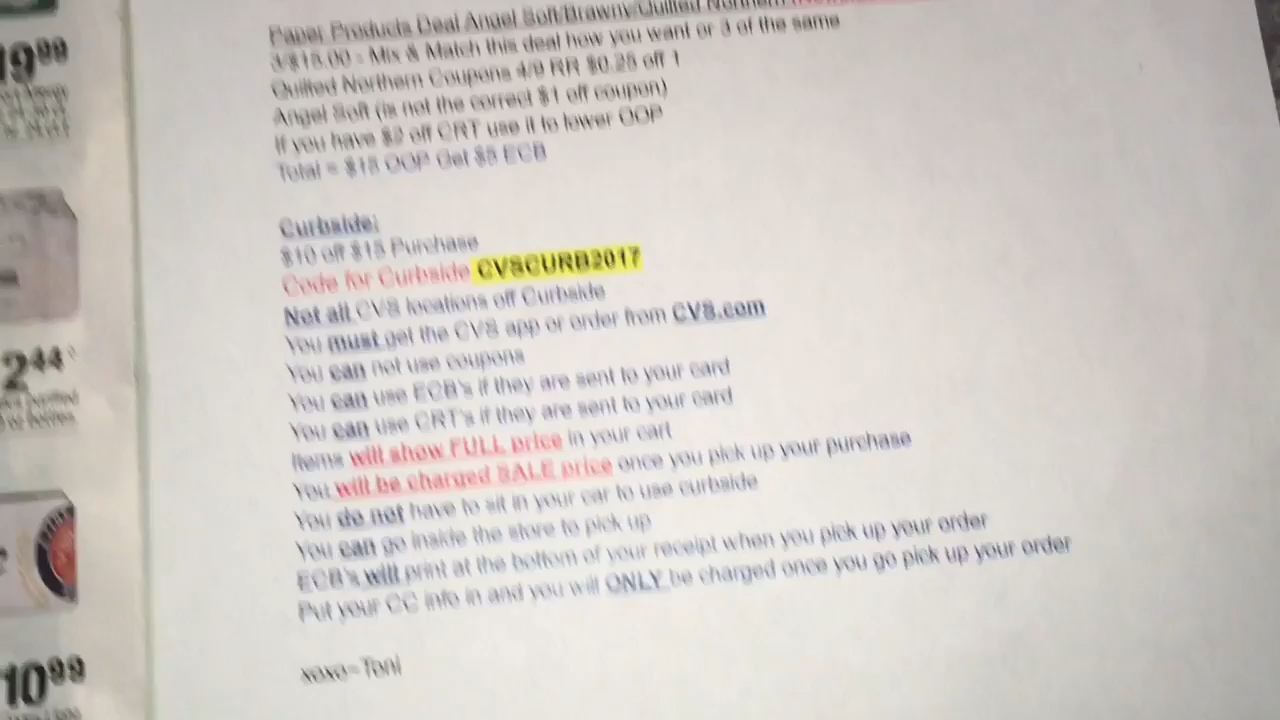 19⁹⁹
2⁴⁴
10⁹⁹
Paper Products Deal Angel Soft/Brawny/Quilted Northern
3/$15.00 - Mix & Match this deal how you want or 3 of the same
Quilted Northern Coupons 4/9 RR $0.25 off 1
Angel Soft (is not the correct $1 off coupon)
If you have $2 off CRT use it to lower OOP
Total = $15 OOP Get $5 ECB
Curbside:
$10 off $15 Purchase
Code for Curbside CVSCURB2017
Not all CVS locations off Curbside
You must get the CVS app or order from CVS.com
You can not use coupons
You can use ECB's if they are sent to your card
You can use CRT's if they are sent to your card
Items will show FULL price in your cart
You will be charged SALE price once you pick up your purchase
You do not have to sit in your car to use curbside
You can go inside the store to pick up
ECB's will print at the bottom of your receipt when you pick up your order
Put your CC info in and you will ONLY be charged once you go pick up your order
xoxo~Toni